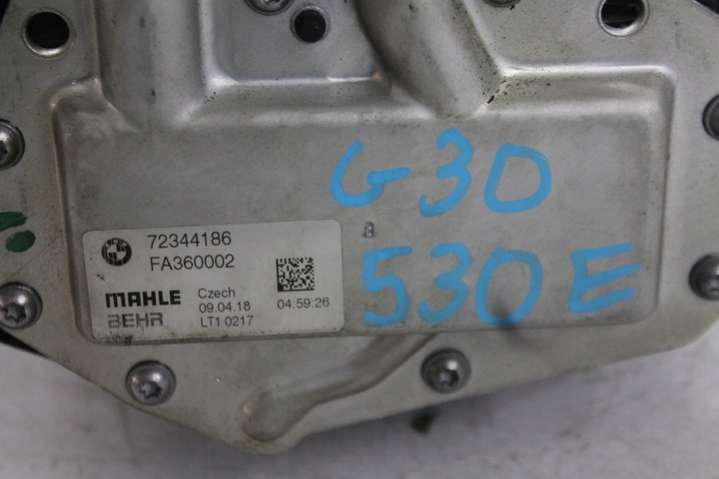 G30
530E
72344186
FA360002
MAHLE
BEHR
Czech
09.04.18
LT1 0217
04:59:26